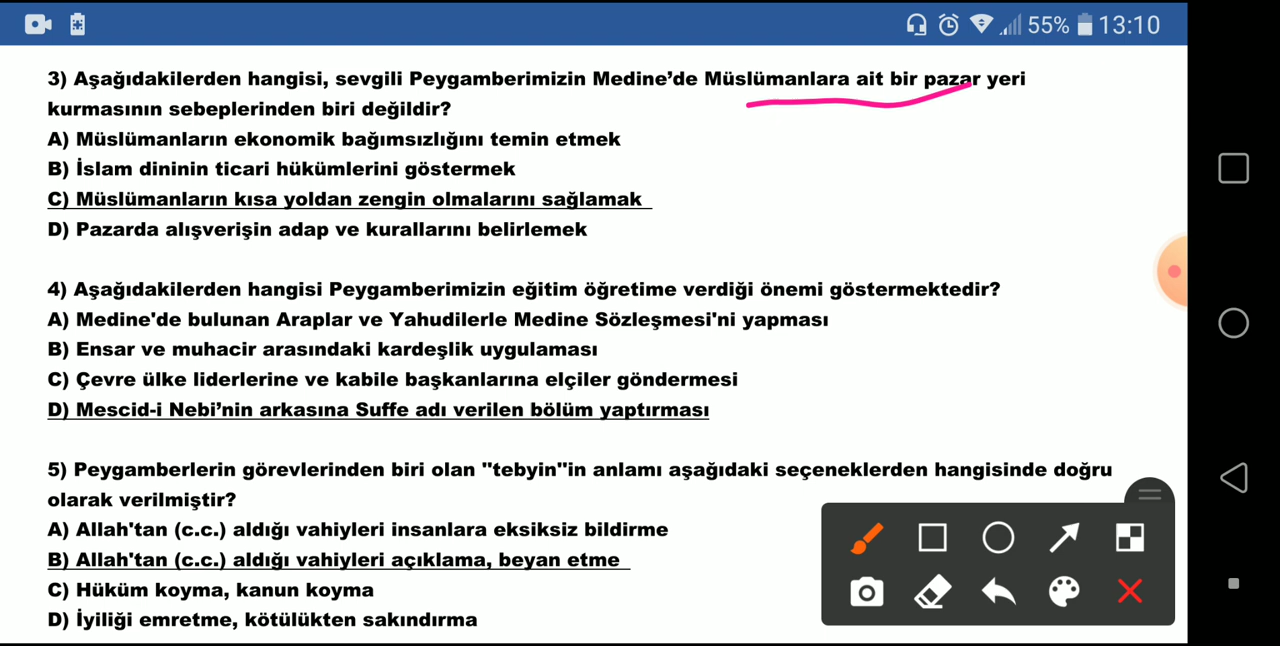 55% 13:10
3) Aşağıdakilerden hangisi, sevgili Peygamberimizin Medine’de Müslümanlara ait bir pazar yeri
kurmasının sebeplerinden biri değildir?
A) Müslümanların ekonomik bağımsızlığını temin etmek
B) İslam dininin ticari hükümlerini göstermek
C) Müslümanların kısa yoldan zengin olmalarını sağlamak
D) Pazarda alışverişin adap ve kurallarını belirlemek
4) Aşağıdakilerden hangisi Peygamberimizin eğitim öğretime verdiği önemi göstermektedir?
A) Medine'de bulunan Araplar ve Yahudilerle Medine Sözleşmesi'ni yapması
B) Ensar ve muhacir arasındaki kardeşlik uygulaması
C) Çevre ülke liderlerine ve kabile başkanlarına elçiler göndermesi
D) Mescid-i Nebi’nin arkasına Suffe adı verilen bölüm yaptırması
5) Peygamberlerin görevlerinden biri olan "tebyin"in anlamı aşağıdaki seçeneklerden hangisinde doğru
olarak verilmiştir?
A) Allah'tan (c.c.) aldığı vahiyleri insanlara eksiksiz bildirme
B) Allah'tan (c.c.) aldığı vahiyleri açıklama, beyan etme
C) Hüküm koyma, kanun koyma
D) İyiliği emretme, kötülükten sakındırma